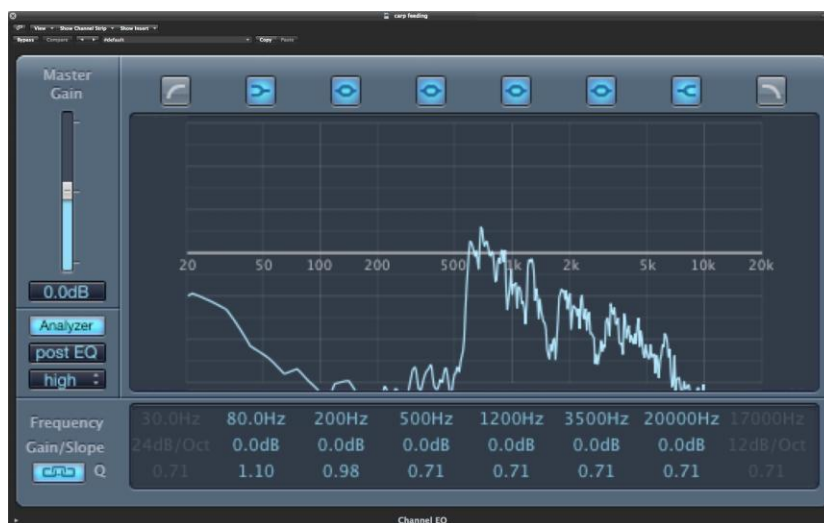 carp feeding
View Show Channel Strip Show Insert
Bypass Compare #default Copy Paste
Master
Gain
0.0dB
Analyzer
post EQ
high
20 50 100 200 500 1k 2k 5k 10k 20k
Frequency 30.0Hz 80.0Hz 200Hz 500Hz 1200Hz 3500Hz 20000Hz 17000Hz
Gain/Slope 24dB/Oct 0.0dB 0.0dB 0.0dB 0.0dB 0.0dB 0.0dB 12dB/Oct
Q 0.71 1.10 0.98 0.71 0.71 0.71 0.71 0.71
Channel EQ